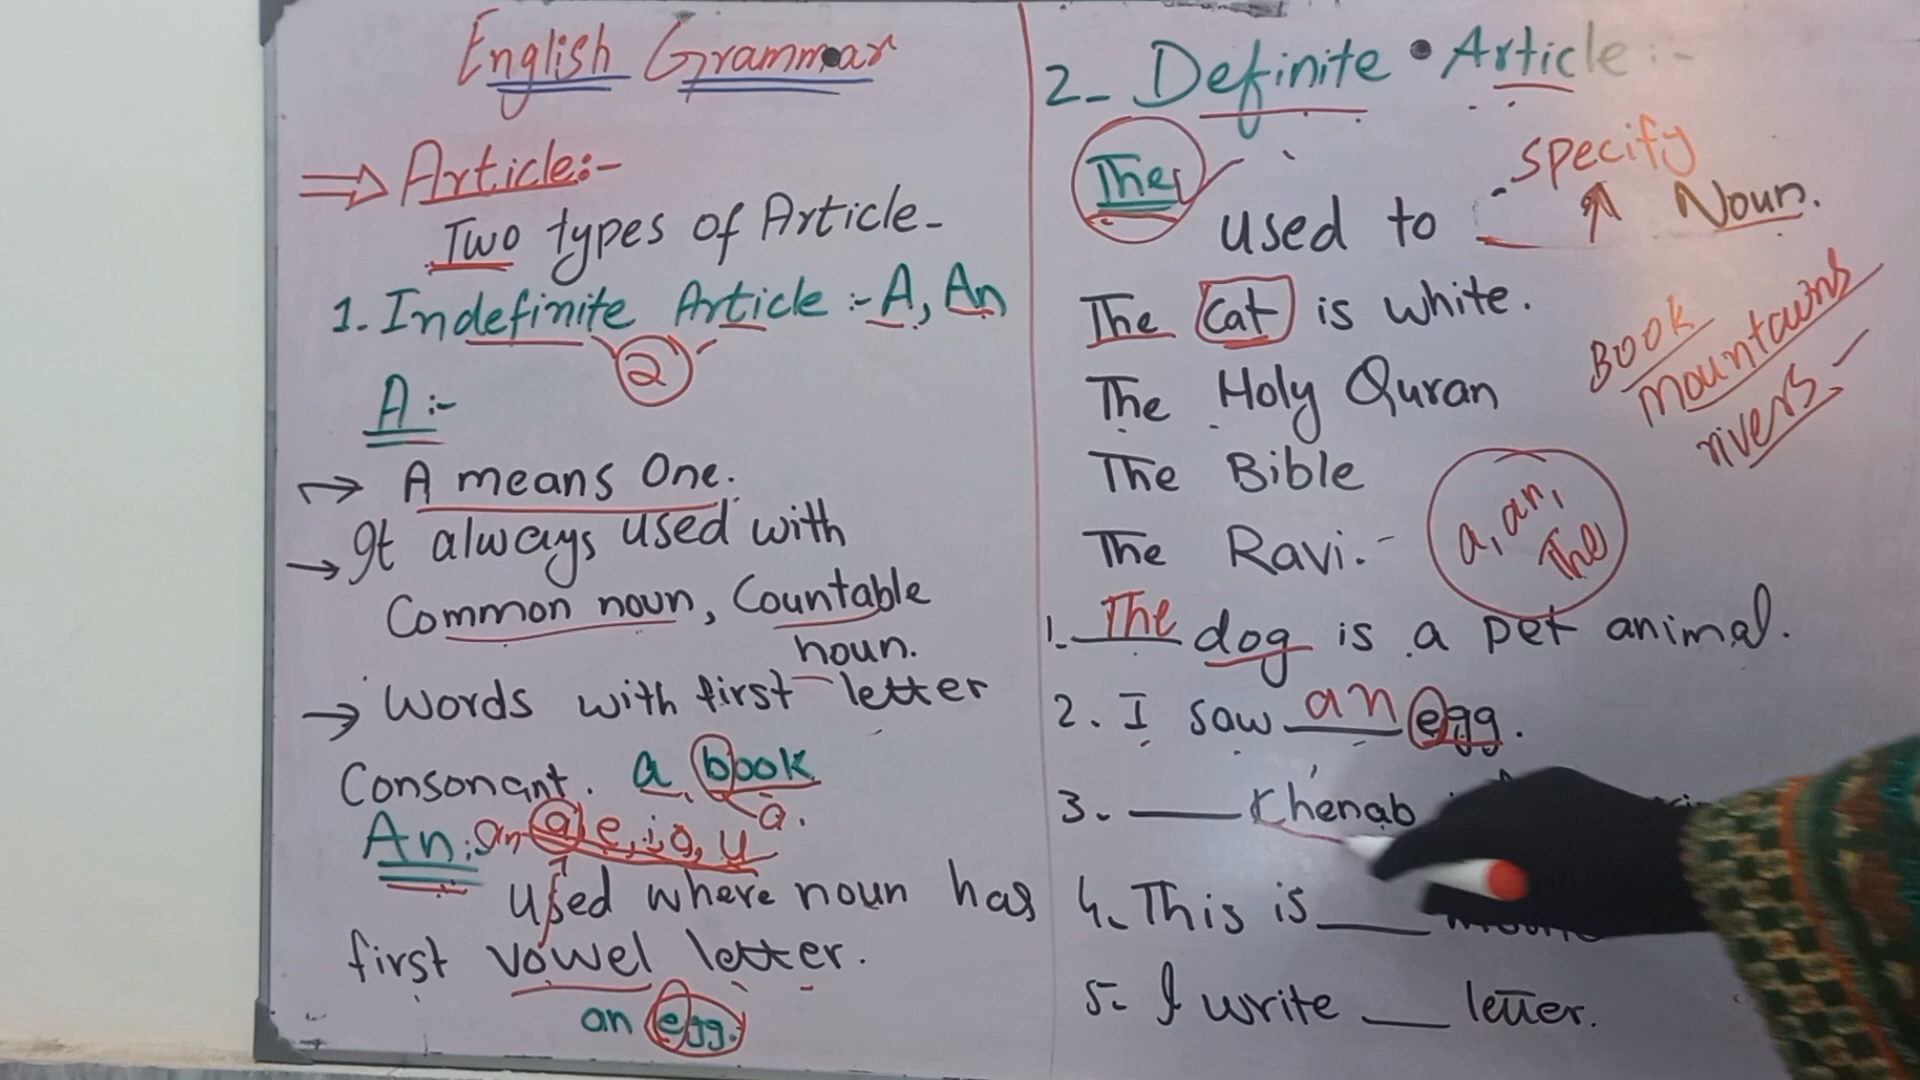 English Grammar
⇒ Article:-
Two types of Article-
1. Indefinite Article :- A, An
2
A :-
→ A means One.
→ It always used with
Common noun, Countable
noun.
→ Words with first letter
Consonant. a book
a.
An: an a, e, i, o, u
used where noun has
first vowel letter.
an egg.
2- Definite Article:-
The
specify
used to Noun.
The Cat is white.
Book
mountains
rivers
The Holy Quran
The Bible
The Ravi.-
a, an,
The
1. The dog is a pet animal.
2. I saw an egg.
3. ___ Chenab
4. This is ___
5- I write ___ letter.